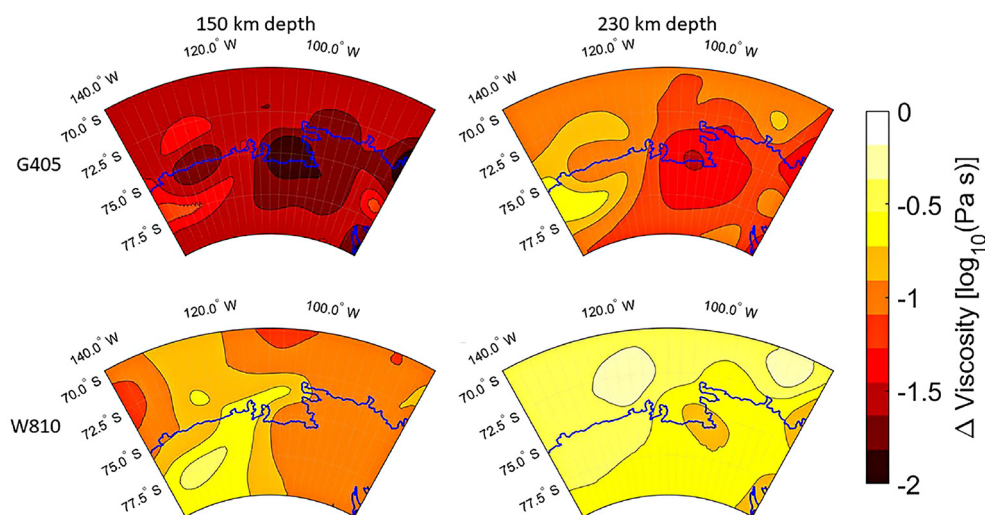 150 km depth
230 km depth
120.0° W
100.0° W
120.0° W
100.0° W
140.0° W
70.0° S
72.5° S
75.0° S
77.5° S
140.0° W
70.0° S
72.5° S
75.0° S
77.5° S
G405
120.0° W
100.0° W
120.0° W
100.0° W
140.0° W
70.0° S
72.5° S
75.0° S
77.5° S
140.0° W
70.0° S
72.5° S
75.0° S
77.5° S
W810
0
-0.5
-1
-1.5
-2
Δ Viscosity [log₁₀(Pa s)]